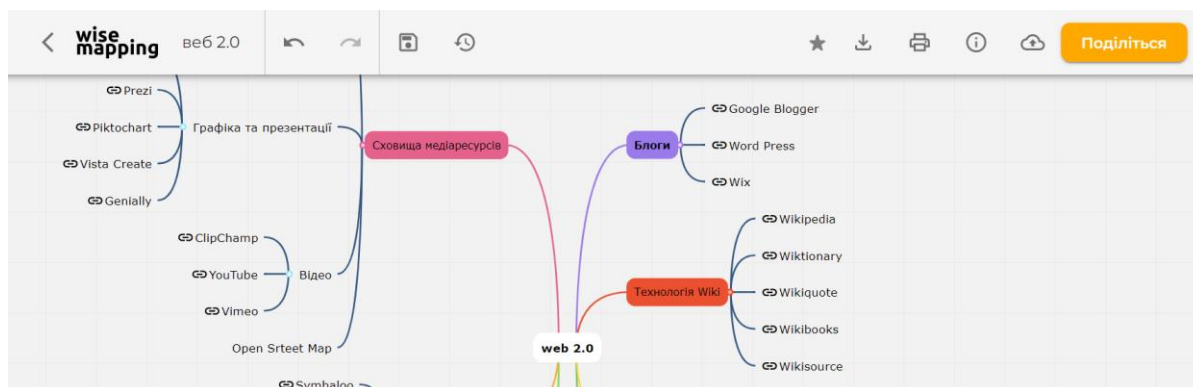 wise
mapping
веб 2.0
Поділіться
Prezi
Piktochart
Vista Create
Genially
Графіка та презентації
Сховища медіаресурсів
ClipChamp
YouTube
Vimeo
Відео
Open Srteet Map
Symbaloo
web 2.0
Блоги
Google Blogger
Word Press
Wix
Технологія Wiki
Wikipedia
Wiktionary
Wikiquote
Wikibooks
Wikisource